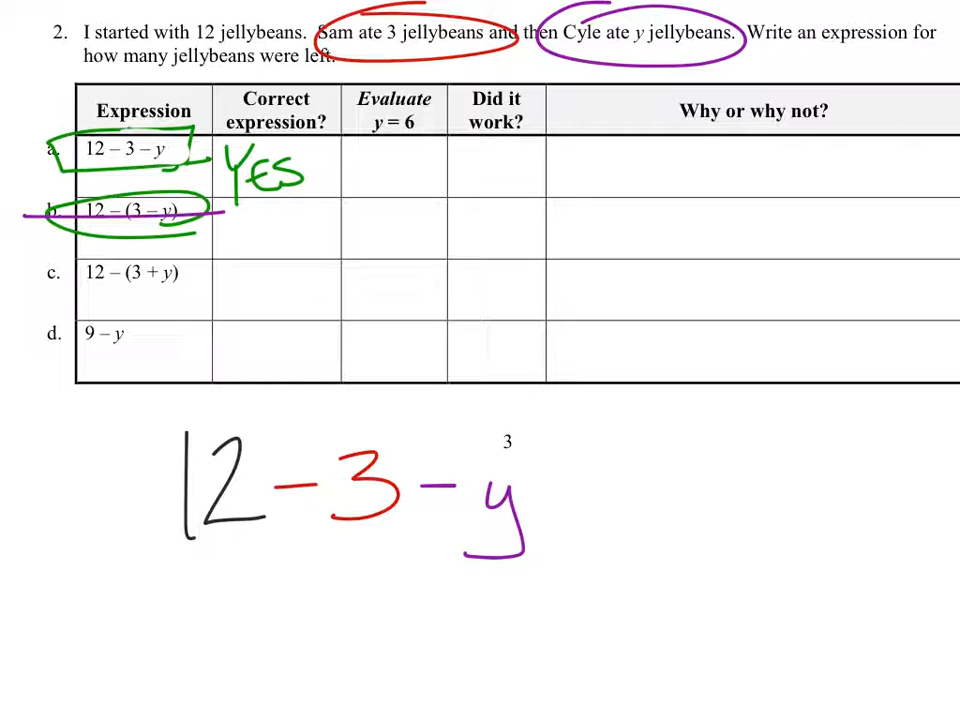 2. I started with 12 jellybeans. Sam ate 3 jellybeans and then Cyle ate y jellybeans. Write an expression for
how many jellybeans were left.
Expression Correct expression? Evaluate y = 6 Did it work? Why or why not?
a. 12 – 3 – y YES
b. 12 – (3 – y)
c. 12 – (3 + y)
d. 9 – y
3
12 - 3 - y